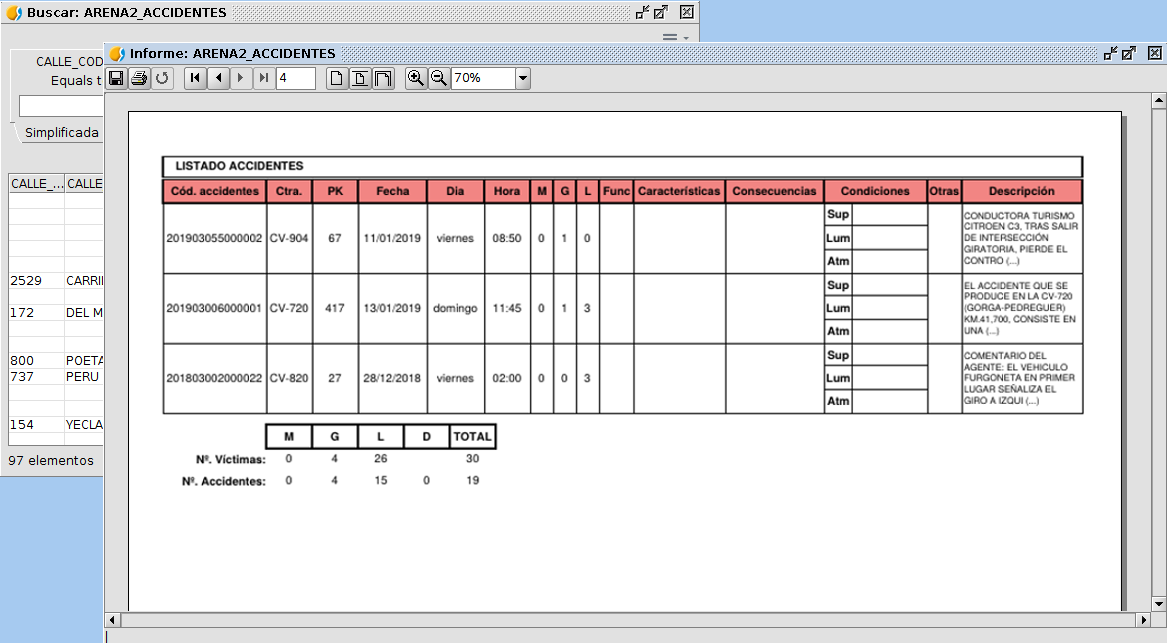 Buscar: ARENA2_ACCIDENTES
CALLE_COD
Equals t
Simplificada
CALLE_... CALLE
2529 CARRI
172 DEL M
800 POETA
737 PERU
154 YECLA
97 elementos
Informe: ARENA2_ACCIDENTES
4 70%
LISTADO ACCIDENTES
Cód. accidentes Ctra. PK Fecha Dia Hora M G L Func Características Consecuencias Condiciones Otras Descripción
201903055000002 CV-904 67 11/01/2019 viernes 08:50 0 1 0
Sup
Lum
Atm
CONDUCTORA TURISMO
CITROEN C3, TRAS SALIR
DE INTERSECCIÓN
GIRATORIA, PIERDE EL
CONTRO (...)
201903006000001 CV-720 417 13/01/2019 domingo 11:45 0 1 3
Sup
Lum
Atm
EL ACCIDENTE QUE SE
PRODUCE EN LA CV-720
(GORGA-PEDREGUER)
KM.41,700, CONSISTE EN
UNA (...)
201803002000022 CV-820 27 28/12/2018 viernes 02:00 0 0 3
Sup
Lum
Atm
COMENTARIO DEL
AGENTE: EL VEHICULO
FURGONETA EN PRIMER
LUGAR SEÑALIZA EL
GIRO A IZQUI (...)
M G L D TOTAL
Nº. Víctimas: 0 4 26 30
Nº. Accidentes: 0 4 15 0 19